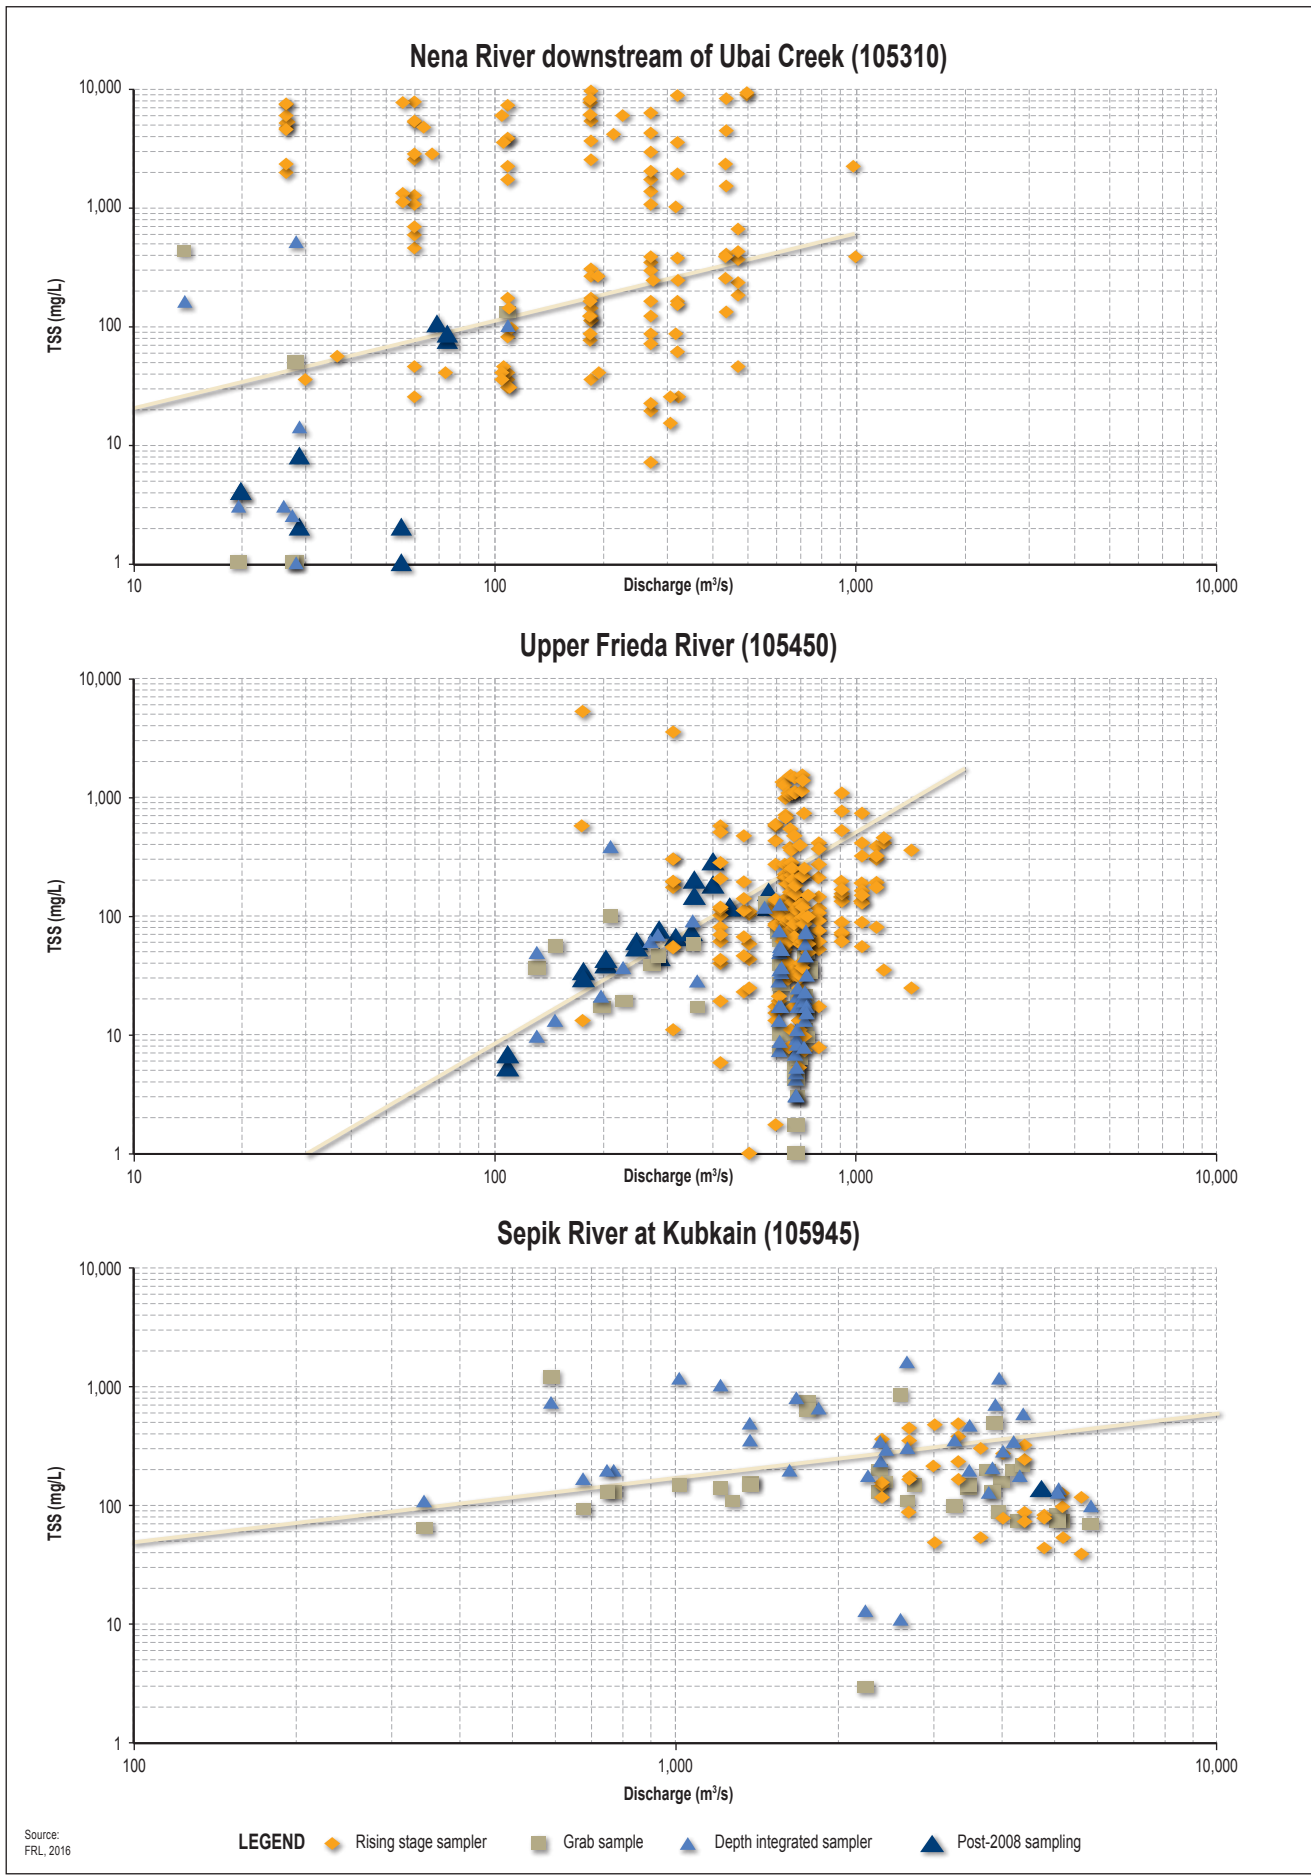 Nena River downstream of Ubai Creek (105310)
10,000
1,000
100
10
1
TSS (mg/L)
10
100
1,000
10,000
Discharge (m³/s)
Upper Frieda River (105450)
10,000
1,000
100
10
1
TSS (mg/L)
10
100
1,000
10,000
Discharge (m³/s)
Sepik River at Kubkain (105945)
10,000
1,000
100
10
1
TSS (mg/L)
100
1,000
10,000
Discharge (m³/s)
Source:
FRL, 2016
LEGEND Rising stage sampler Grab sample Depth integrated sampler Post-2008 sampling